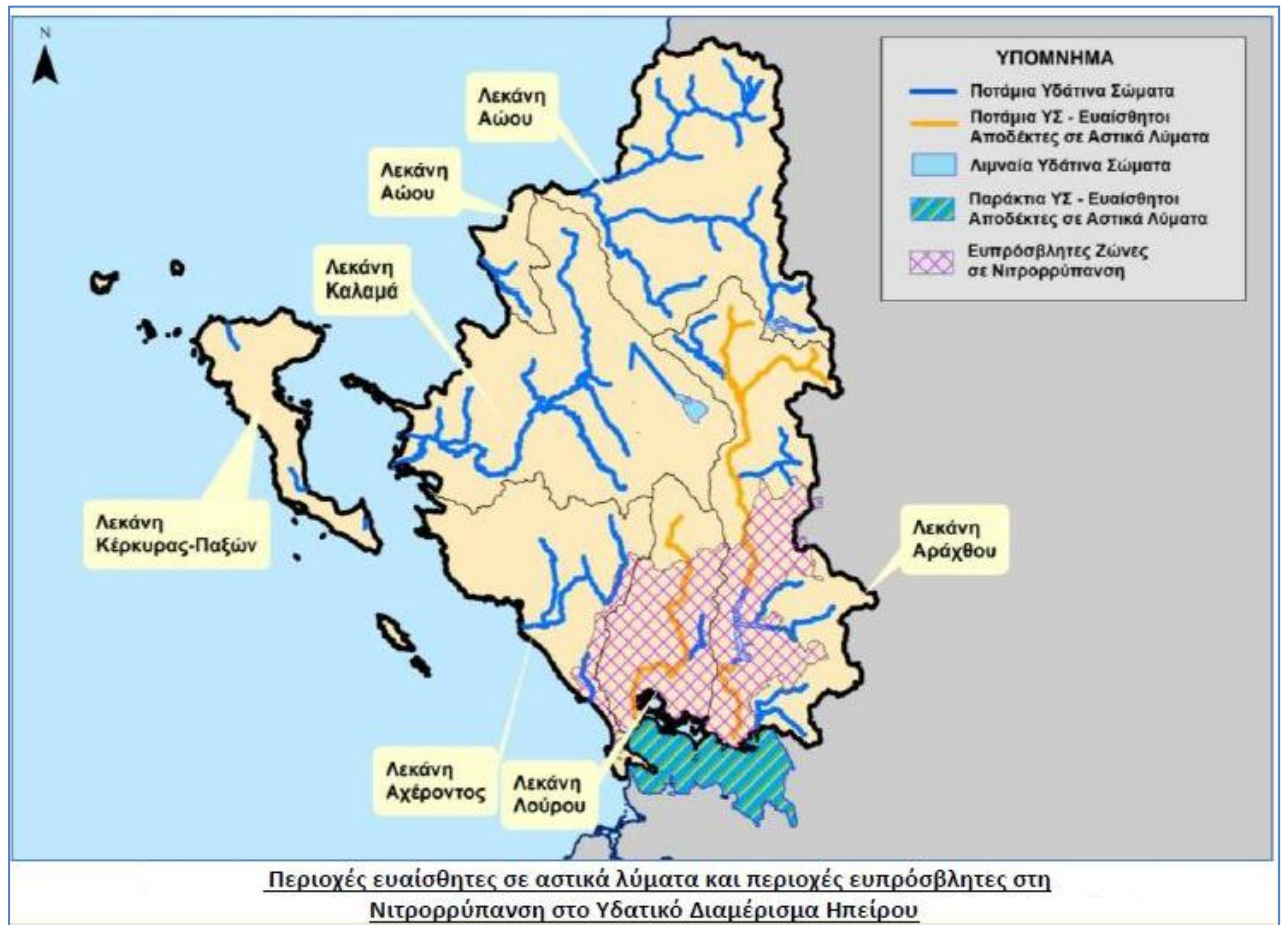 N
ΥΠΟΜΝΗΜΑ
Ποτάμια Υδάτινα Σώματα
Ποτάμια ΥΣ - Ευαίσθητοι
Αποδέκτες σε Αστικά Λύματα
Λιμναία Υδάτινα Σώματα
Παράκτια ΥΣ - Ευαίσθητοι
Αποδέκτες σε Αστικά Λύματα
Ευπρόσβλητες Ζώνες
σε Νιτρορρύπανση
Λεκάνη
Αώου
Λεκάνη
Αώου
Λεκάνη
Καλαμά
Λεκάνη
Κέρκυρας-Παξών
Λεκάνη
Αράχθου
Λεκάνη
Αχέροντος
Λεκάνη
Λούρου
Περιοχές ευαίσθητες σε αστικά λύματα και περιοχές ευπρόσβλητες στη
Νιτρορρύπανση στο Υδατικό Διαμέρισμα Ηπείρου